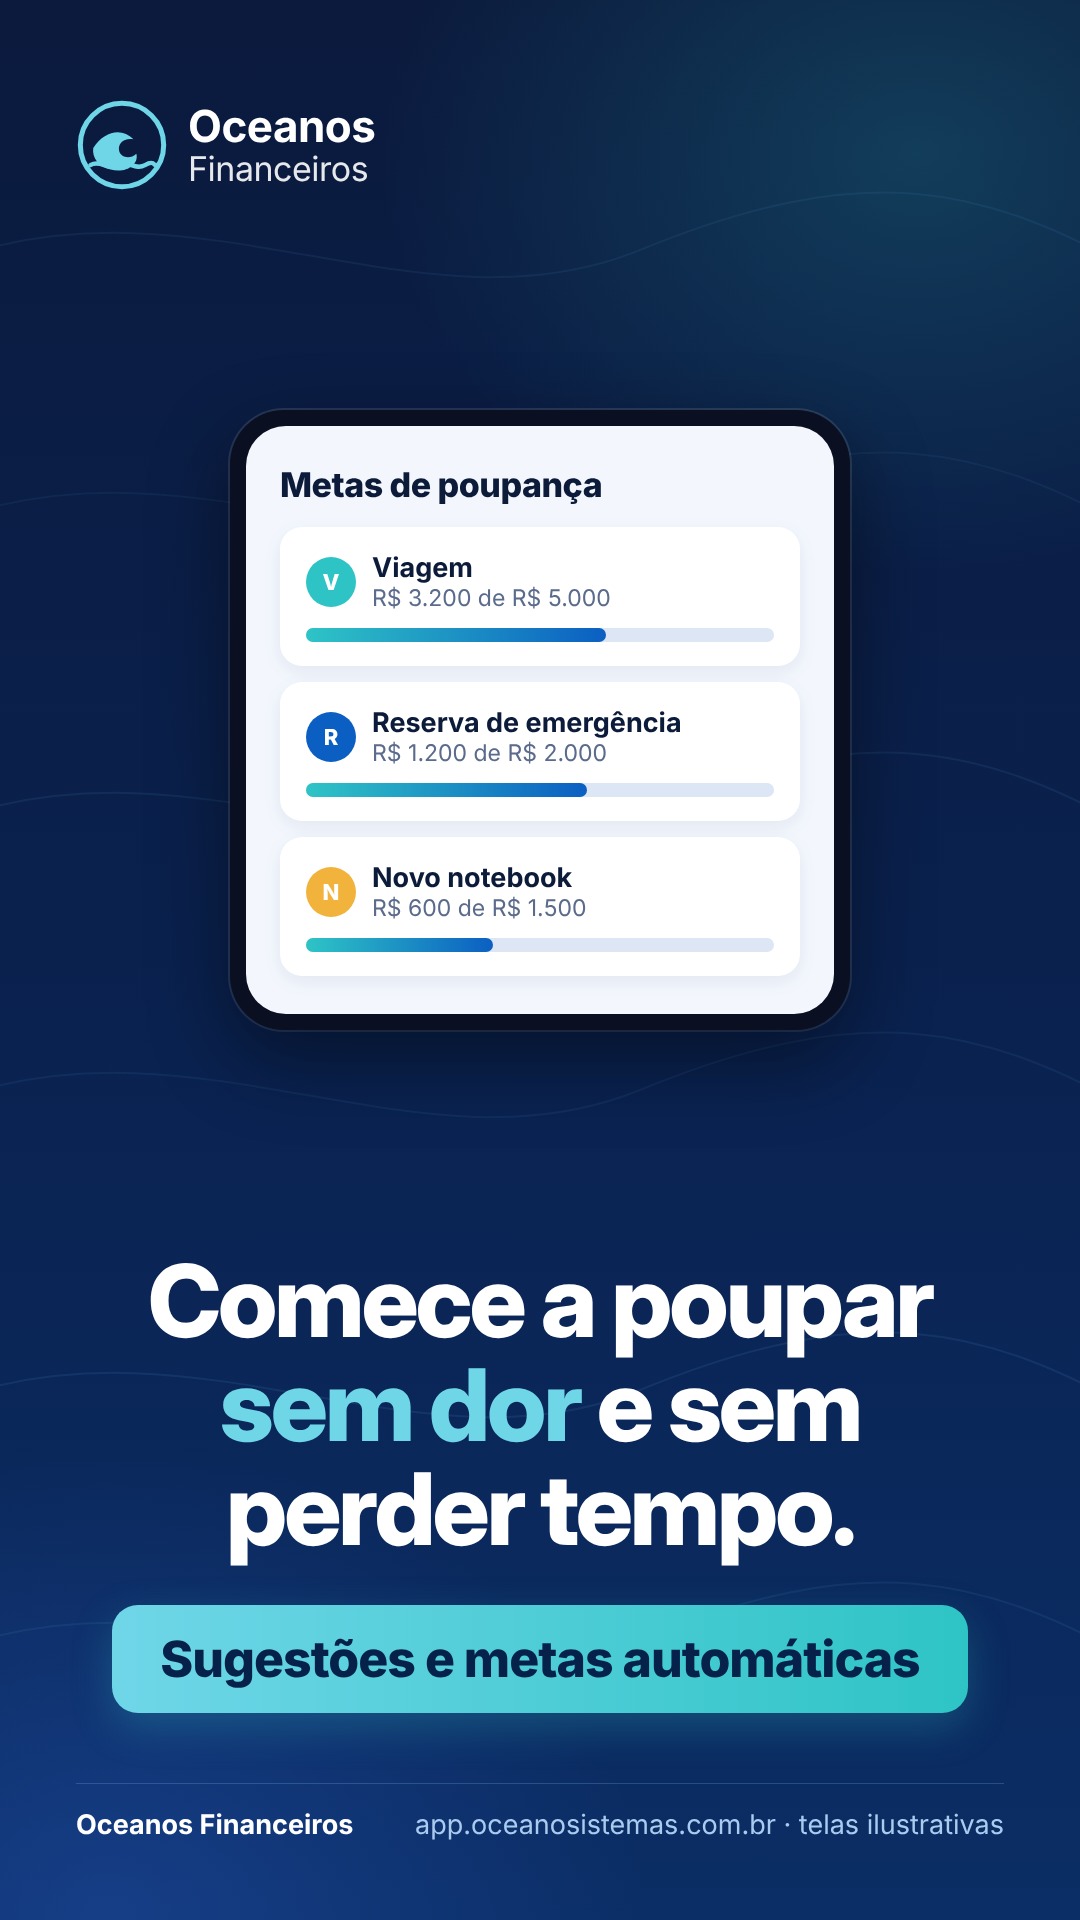 Oceanos
Financeiros
Metas de poupança
V
Viagem
R$ 3.200 de R$ 5.000
R
Reserva de emergência
R$ 1.200 de R$ 2.000
N
Novo notebook
R$ 600 de R$ 1.500
Comece a poupar
sem dor e sem
perder tempo.
Sugestões e metas automáticas
Oceanos Financeiros
app.oceanosistemas.com.br · telas ilustrativas